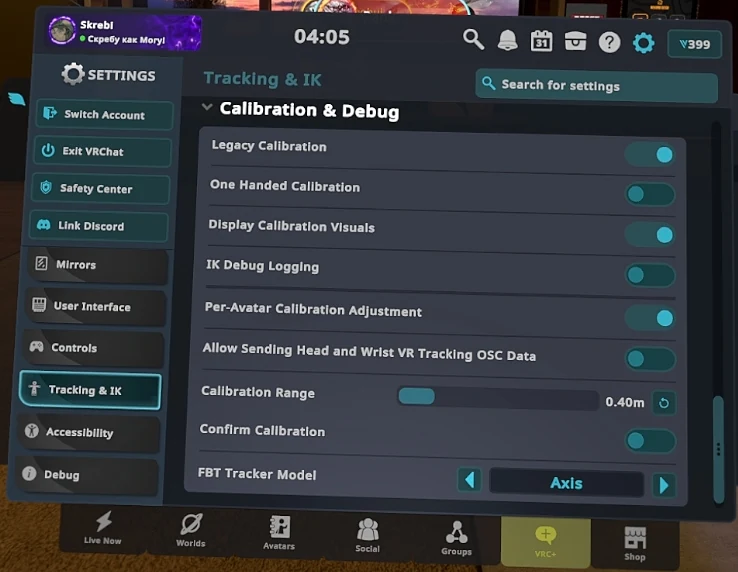 Skrebl
Скребу как Могу!
04:05
31
?
399
SETTINGS
Tracking & IK
Search for settings
Switch Account
Exit VRChat
Safety Center
Link Discord
Mirrors
User Interface
Controls
Tracking & IK
Accessibility
Debug
Calibration & Debug
Legacy Calibration
One Handed Calibration
Display Calibration Visuals
IK Debug Logging
Per-Avatar Calibration Adjustment
Allow Sending Head and Wrist VR Tracking OSC Data
Calibration Range
0.40m
Confirm Calibration
FBT Tracker Model
Axis
Live Now
Worlds
Avatars
Social
Groups
VRC+
Shop